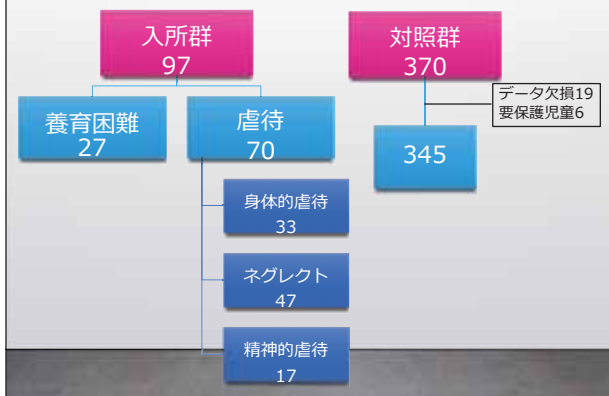 入所群
97
対照群
370
データ欠損19
要保護児童6
養育困難
27
虐待
70
345
身体的虐待
33
ネグレクト
47
精神的虐待
17